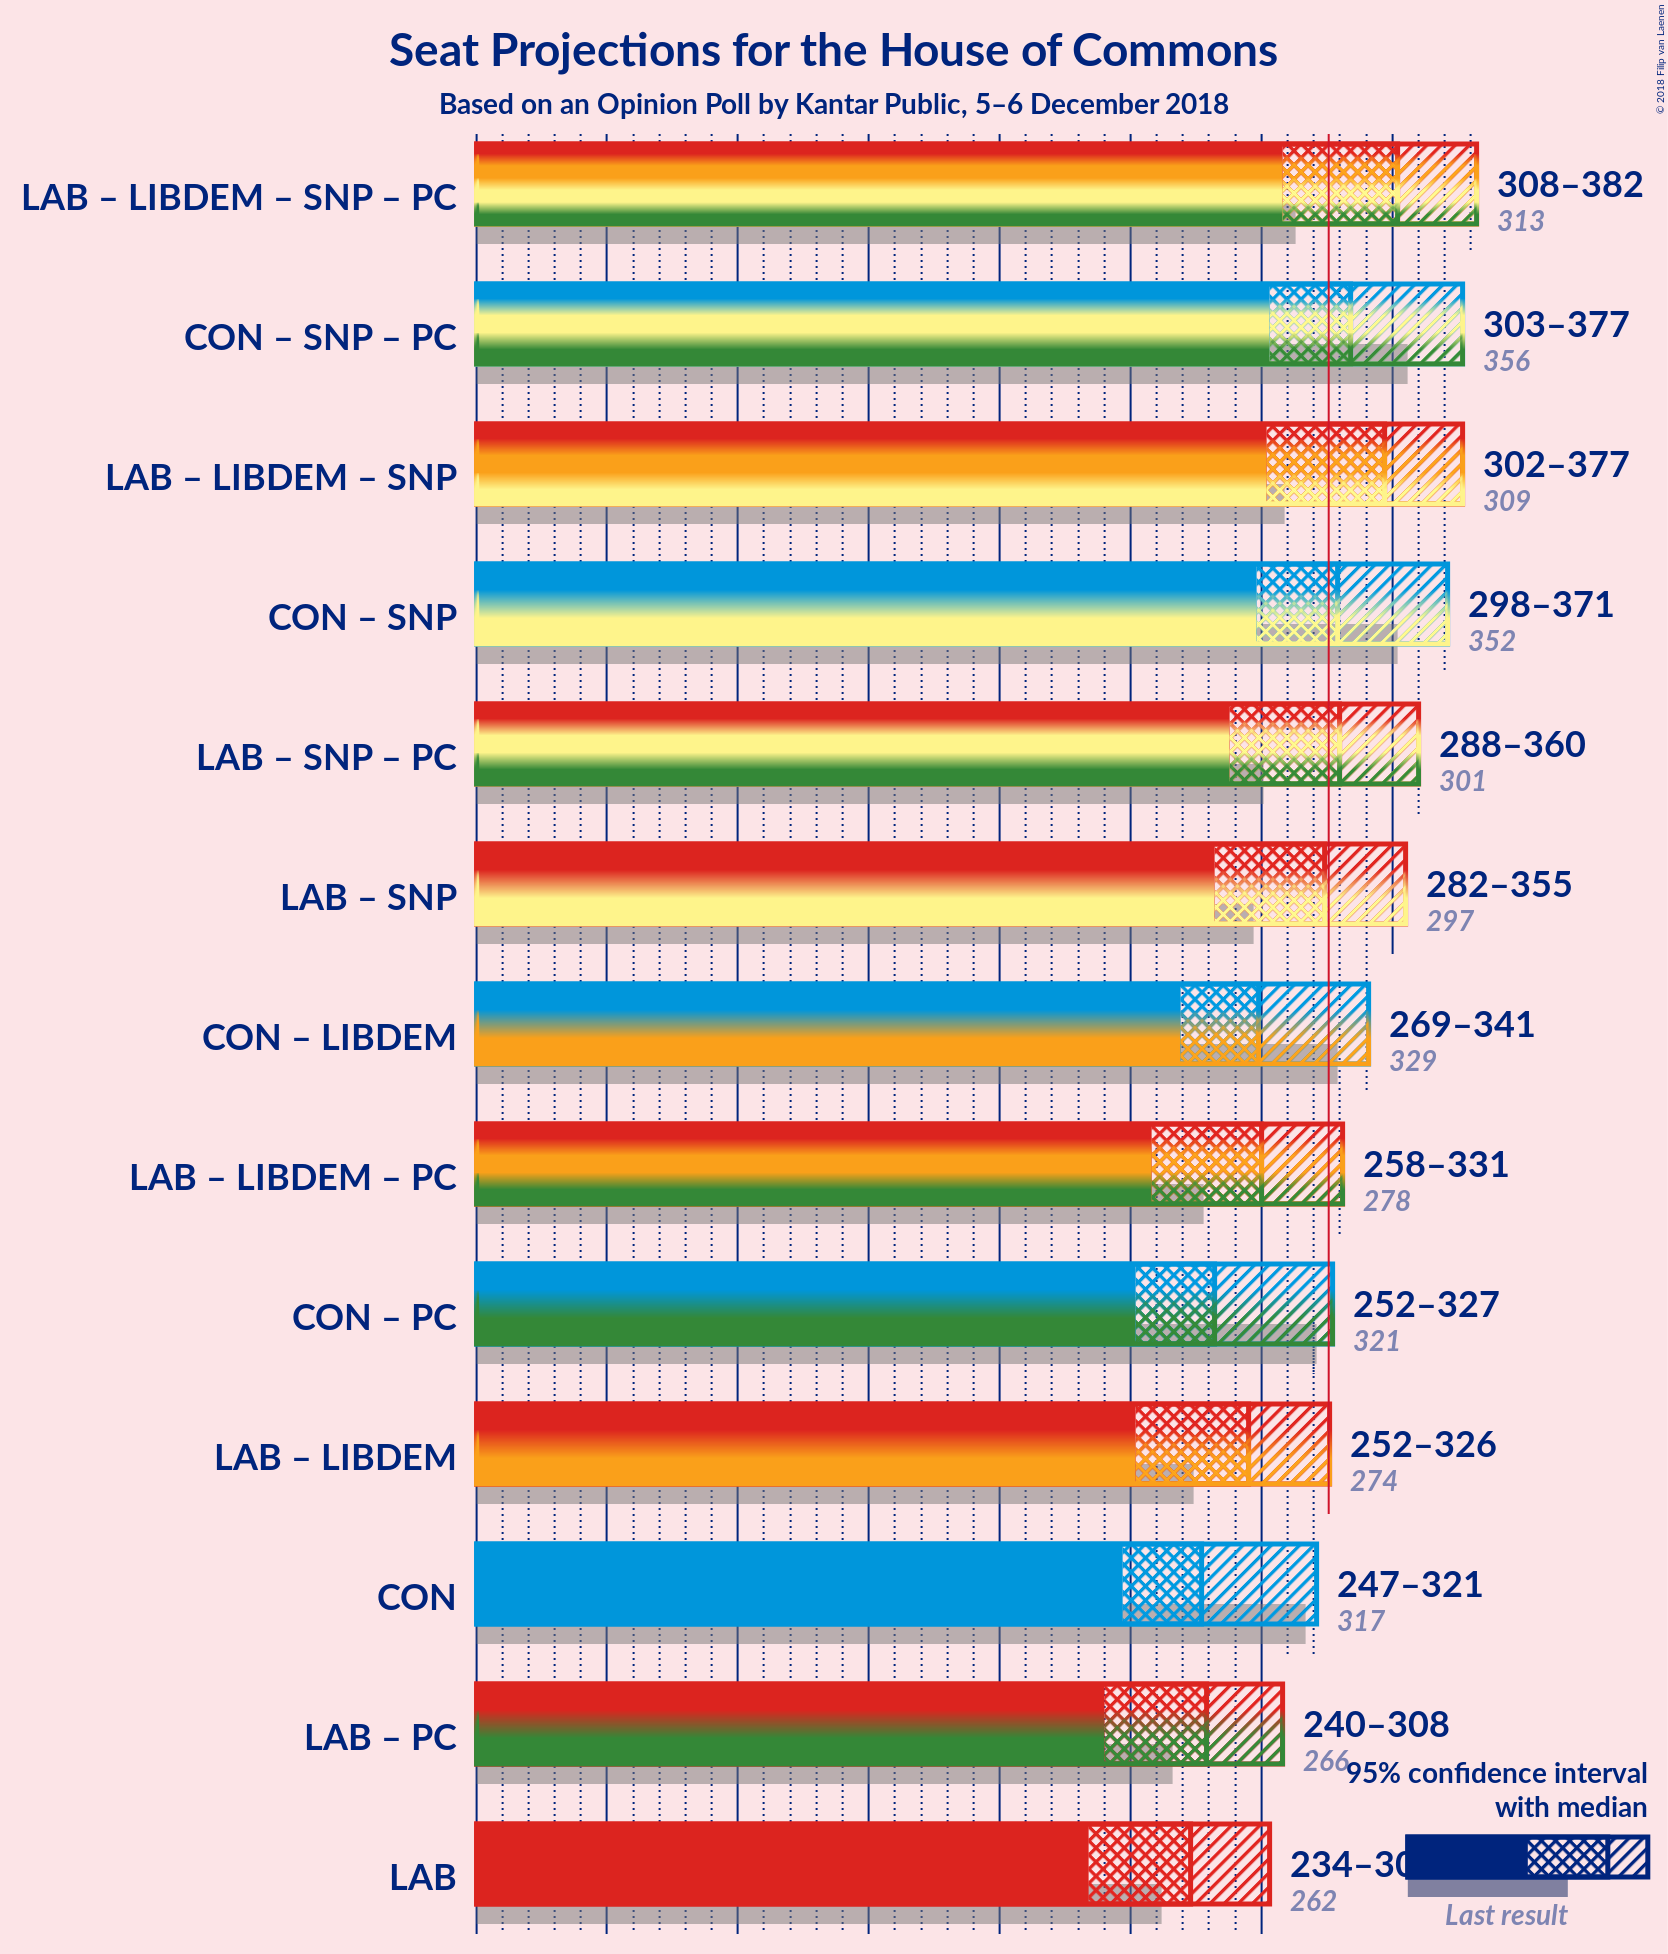 Seat Projections for the House of Commons
Based on an Opinion Poll by Kantar Public, 5–6 December 2018
© 2018 Filip van Laenen
LAB – LIBDEM – SNP – PC
308–382
313
CON – SNP – PC
303–377
356
LAB – LIBDEM – SNP
302–377
309
CON – SNP
298–371
352
LAB – SNP – PC
288–360
301
LAB – SNP
282–355
297
CON – LIBDEM
269–341
329
LAB – LIBDEM – PC
258–331
278
CON – PC
252–327
321
LAB – LIBDEM
252–326
274
CON
247–321
317
LAB – PC
240–308
266
95% confidence interval
with median
LAB
234–30
262
Last result